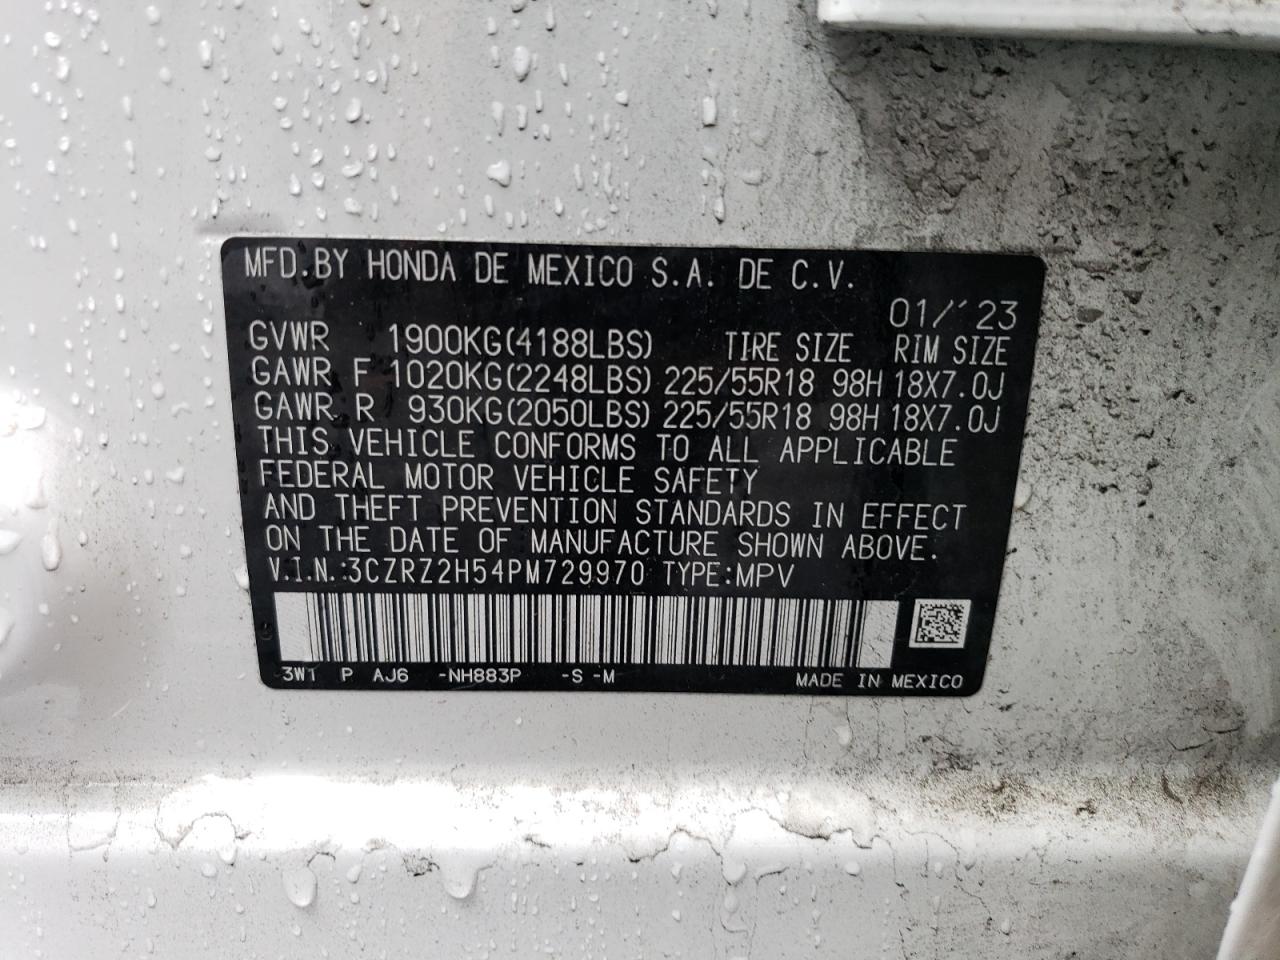 MFD.BY HONDA DE MEXICO S.A. DE C.V.
01/'23
GVWR 1900KG(4188LBS) TIRE SIZE RIM SIZE
GAWR F 1020KG(2248LBS) 225/55R18 98H 18X7.0J
GAWR R 930KG(2050LBS) 225/55R18 98H 18X7.0J
THIS VEHICLE CONFORMS TO ALL APPLICABLE
FEDERAL MOTOR VEHICLE SAFETY
AND THEFT PREVENTION STANDARDS IN EFFECT
ON THE DATE OF MANUFACTURE SHOWN ABOVE.
V.I.N.:3CZRZ2H54PM729970 TYPE:MPV
3W1 P AJ6 -NH883P -S -M MADE IN MEXICO